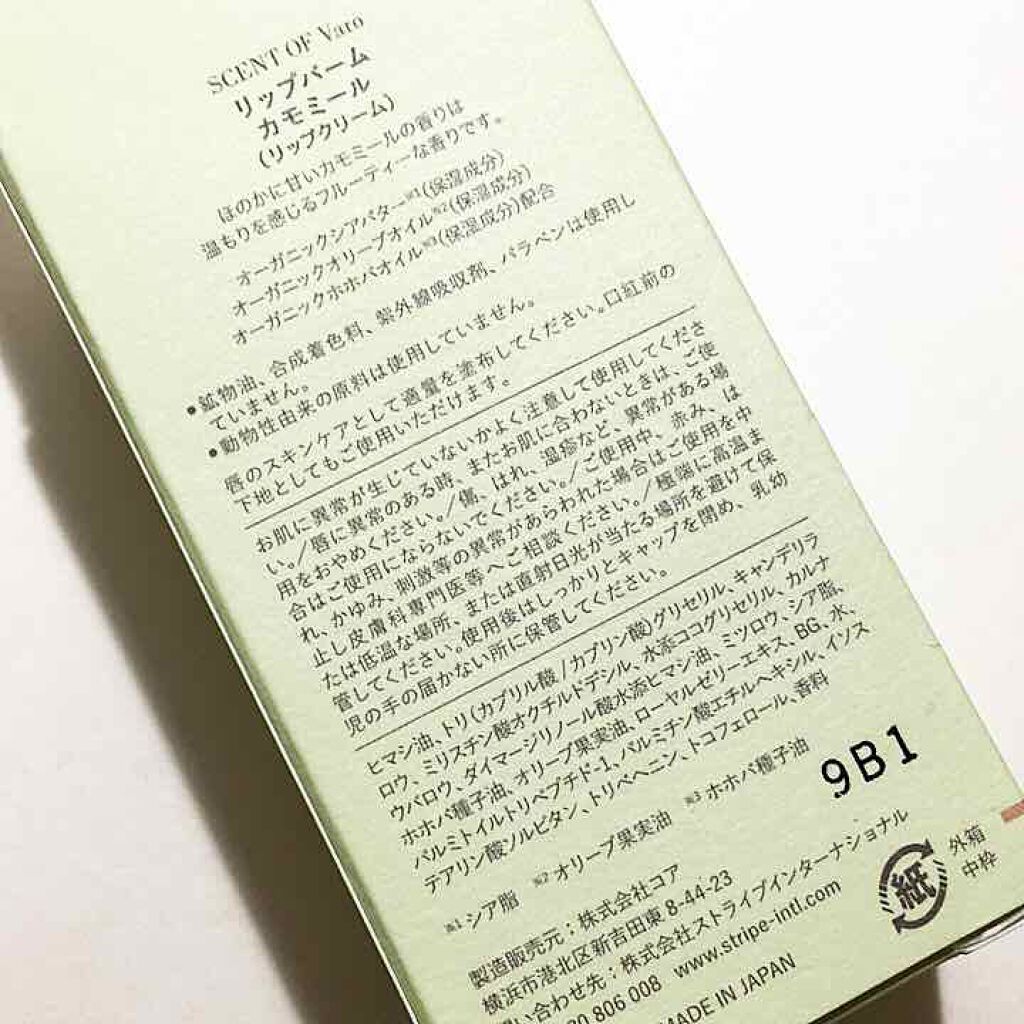 SCENT OF Varo
リップバーム
カモミール
(リップクリーム)
ほのかに甘いカモミールの香りは
温もりを感じるフルーティーな香りです。
オーガニックシアバター※1(保湿成分)
オーガニックオリーブオイル※2(保湿成分)
オーガニックホホバオイル※3(保湿成分)配合
●鉱物油、合成着色料、紫外線吸収剤、パラベンは使用し
ていません。
●動物性由来の原料は使用していません。
唇のスキンケアとして適量を塗布してください。口紅前の
下地としてもご使用いただけます。
お肌に異常が生じていないかよく注意して使用してくださ
い。/唇に異常のある時、またお肌に合わないときは、ご使
用をおやめください。/傷、はれ、湿疹など、異常がある場
合はご使用にならないでください。/ご使用中、赤み、は
れ、かゆみ、刺激等の異常があらわれた場合はご使用を中
止し皮膚科専門医等へご相談ください。/極端に高温ま
たは低温な場所、または直射日光が当たる場所を避けて保
管してください。使用後はしっかりとキャップを閉め、乳幼
児の手の届かない所に保管してください。
ヒマシ油、トリ(カプリル酸/カプリン酸)グリセリル、キャンデリラ
ロウ、ミリスチン酸オクチルドデシル、水添ココグリセリル、カルナ
ウバロウ、ダイマージリノール酸水添ヒマシ油、ミツロウ、シア脂、
ホホバ種子油、オリーブ果実油、ローヤルゼリーエキス、BG、水、
パルミトイルトリペプチド-1、パルミチン酸エチルヘキシル、イソス
テアリン酸ソルビタン、トリベヘニン、トコフェロール、香料
※1 シア脂 ※2 オリーブ果実油 ※3 ホホバ種子油
9B1
製造販売元:株式会社コア
横浜市港北区新吉田東 8-44-23
問い合わせ先:株式会社ストライプインターナショナル
806 008 www.stripe-intl.com
MADE IN JAPAN
紙
外箱
中枠